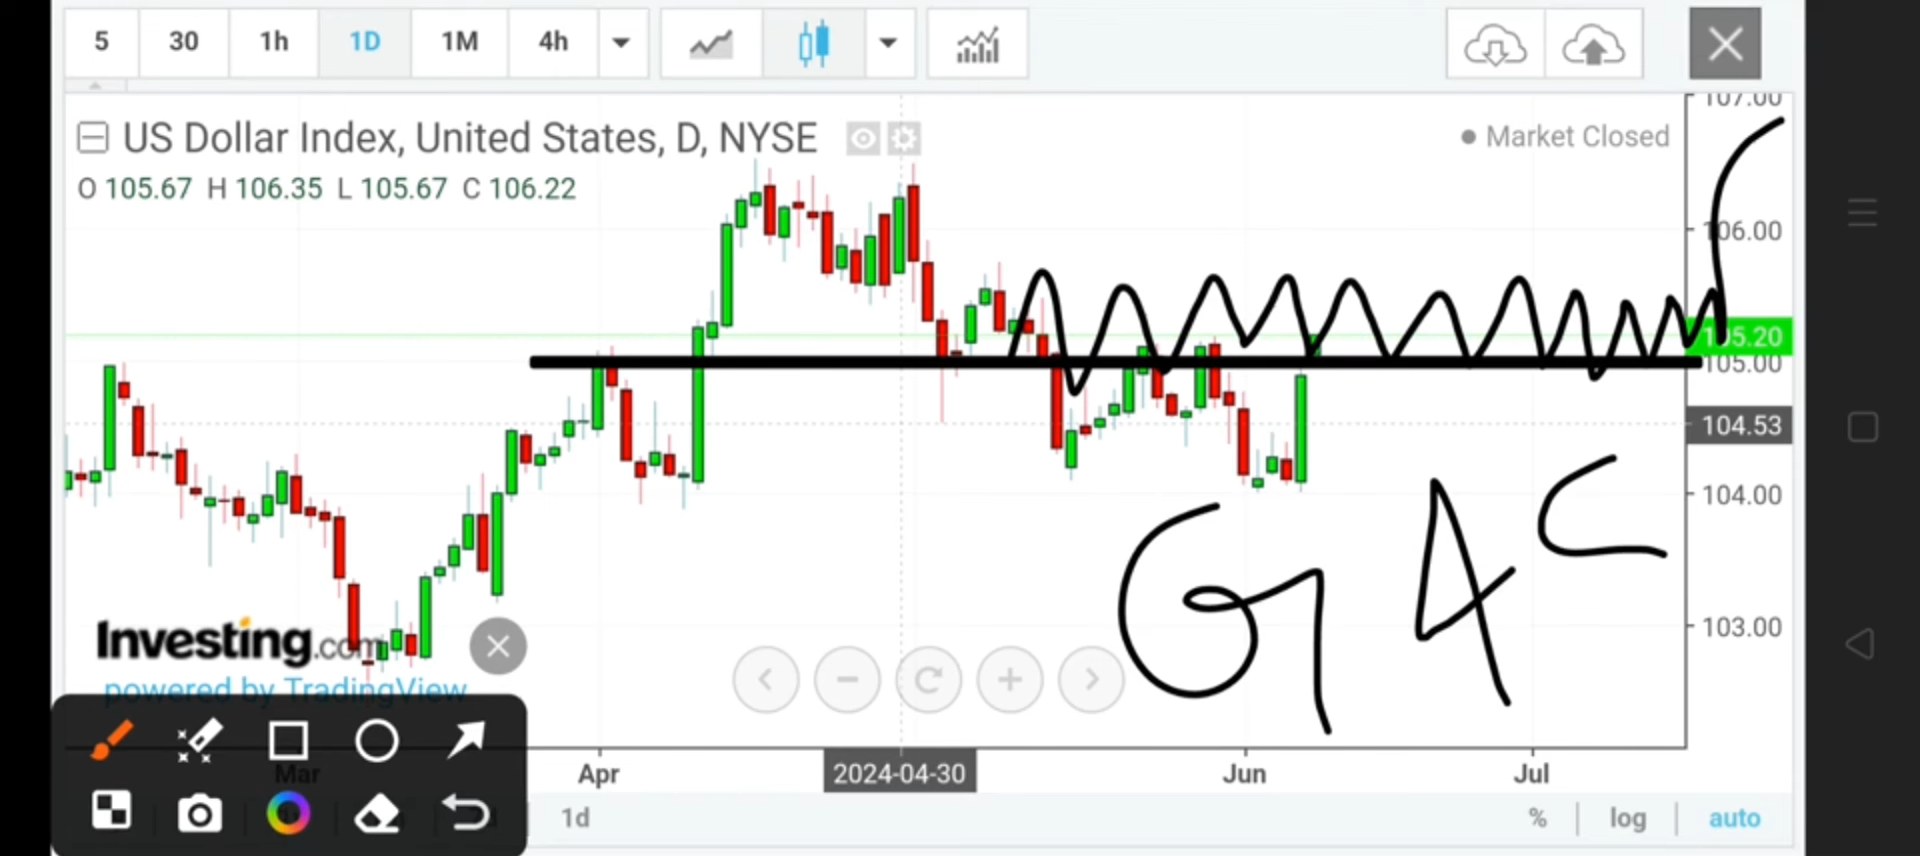 5 30 1h 1D 1M 4h
US Dollar Index, United States, D, NYSE
Market Closed
O 105.67 H 106.35 L 105.67 C 106.22
107.00
106.00
105.20
105.00
104.53
104.00
103.00
G A C
Investing.com
powered by TradingView
Mar Apr 2024-04-30 Jun Jul
1d % log auto